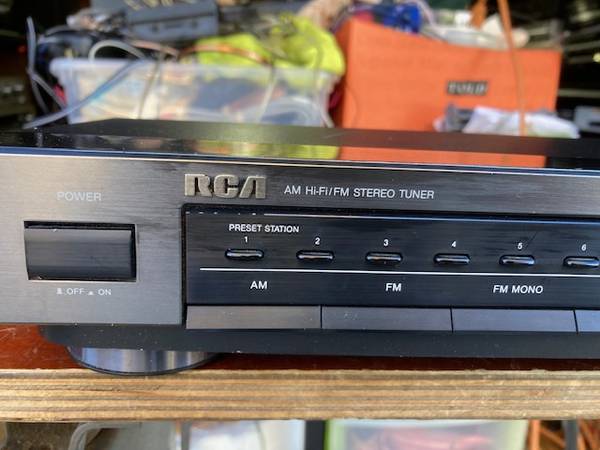 RCA AM Hi-Fi/FM STEREO TUNER
POWER
PRESET STATION
1 2 3 4 5 6
OFF ON
AM FM FM MONO